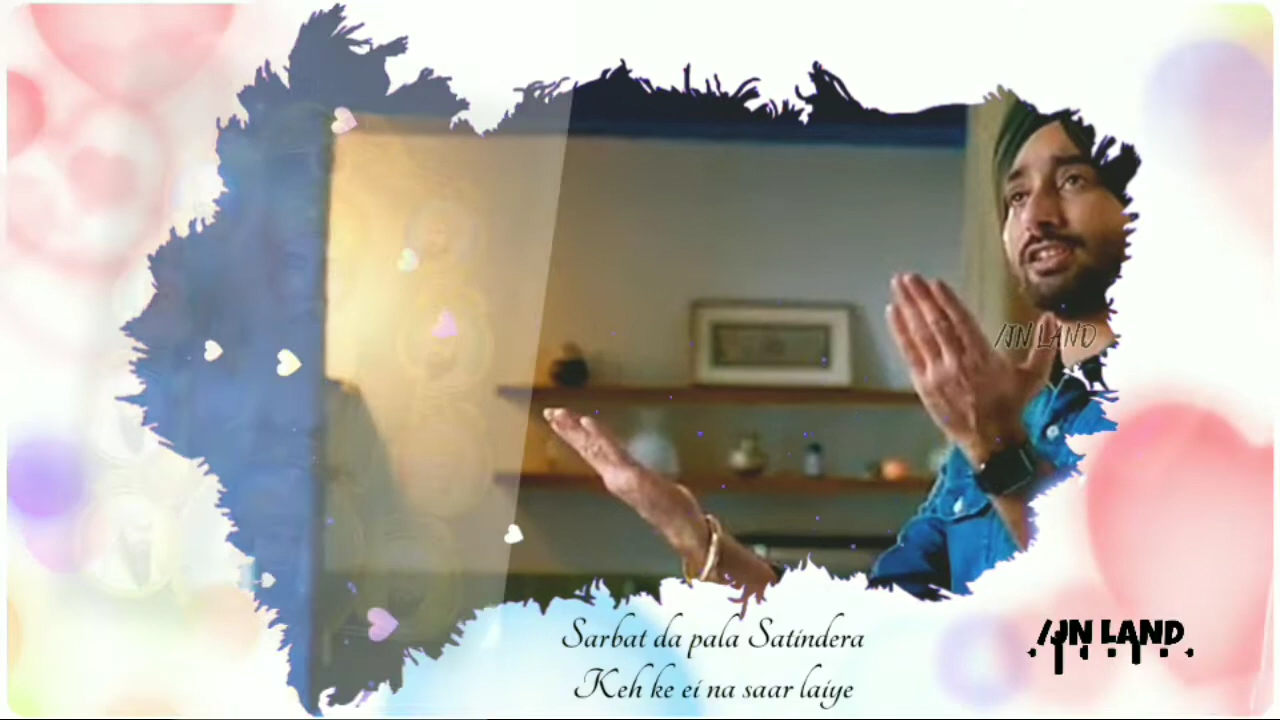 /JN LAND
Sarbat da pala Satindera
Keh ke ei na saar laiye
/JN LAND